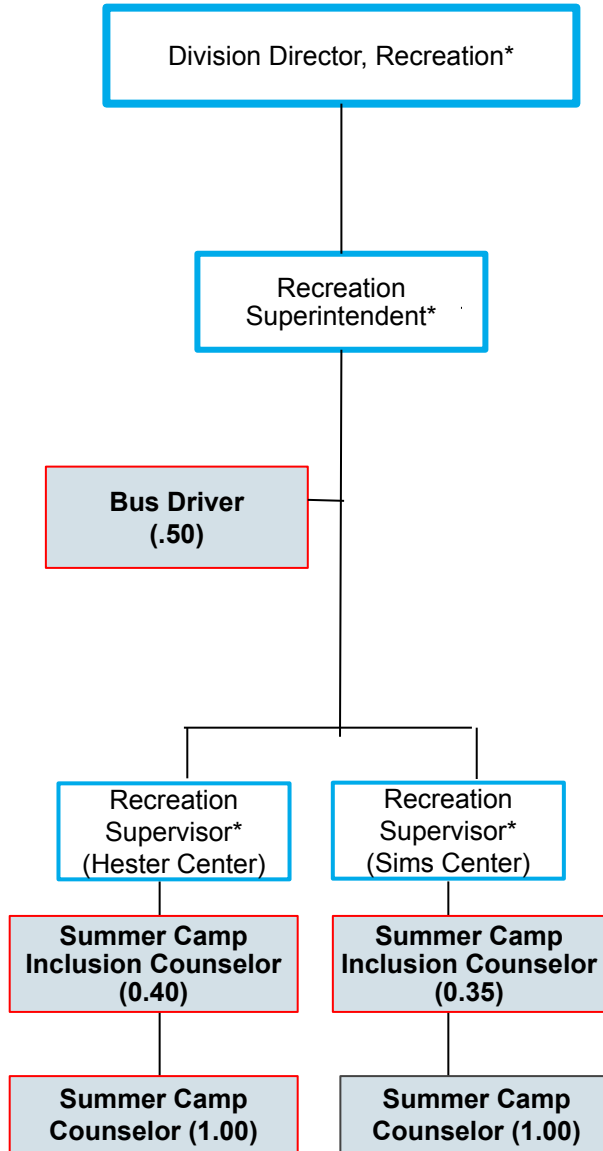 Division Director, Recreation*
Recreation
Superintendent*
Bus Driver
(.50)
Recreation
Supervisor*
(Hester Center)
Recreation
Supervisor*
(Sims Center)
Summer Camp
Inclusion Counselor
(0.40)
Summer Camp
Inclusion Counselor
(0.35)
Summer Camp
Counselor (1.00)
Summer Camp
Counselor (1.00)